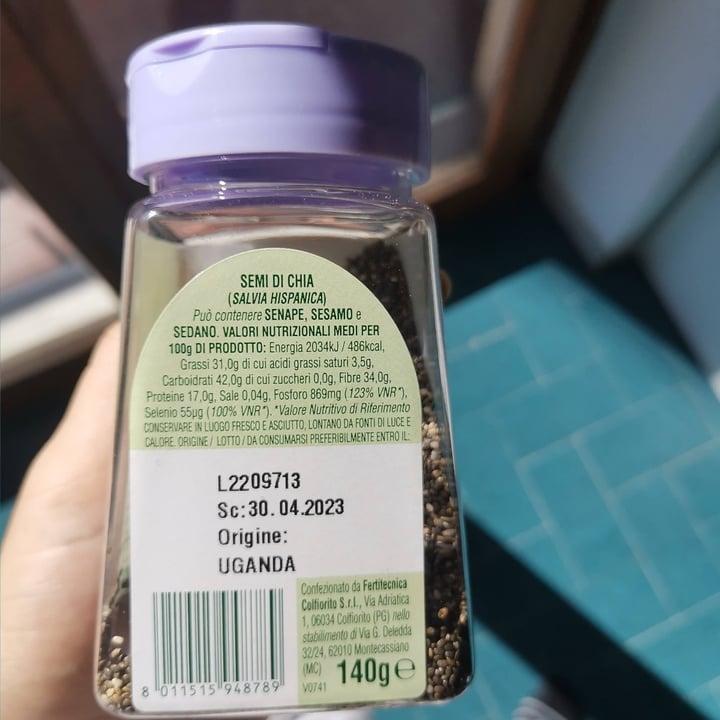 SEMI DI CHIA
(SALVIA HISPANICA)
Può contenere SENAPE, SESAMO e
SEDANO. VALORI NUTRIZIONALI MEDI PER
100g DI PRODOTTO: Energia 2034kJ / 486kcal,
Grassi 31,0g di cui acidi grassi saturi 3,5g,
Carboidrati 42,0g di cui zuccheri 0,0g, Fibre 34,0g,
Proteine 17,0g, Sale 0,04g, Fosforo 869mg (123% VNR*),
Selenio 55µg (100% VNR*). *Valore Nutritivo di Riferimento
CONSERVARE IN LUOGO FRESCO E ASCIUTTO, LONTANO DA FONTI DI LUCE E
CALORE. ORIGINE / LOTTO / DA CONSUMARSI PREFERIBILMENTE ENTRO IL:
L2209713
Sc:30.04.2023
Origine:
UGANDA
Confezionato da Fertitecnica
Colfiorito S.r.l., Via Adriatica
1, 06034 Colfiorito (PG) nello
stabilimento di Via G. Deledda
32/24, 62010 Montecassiano
(MC) 140g e
V0741
8 011515 948789